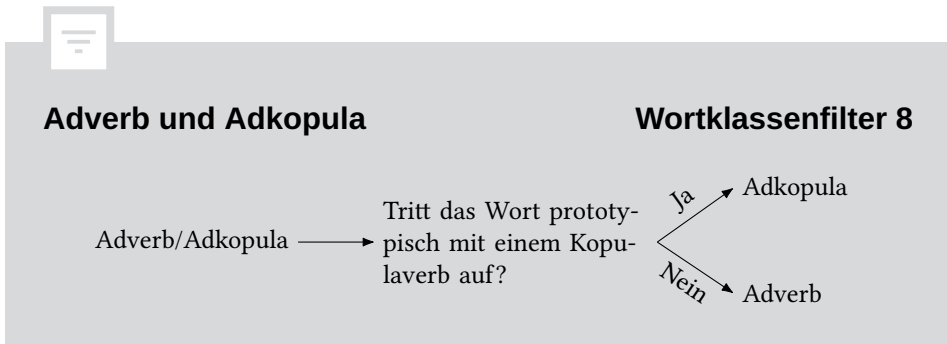 Adverb und Adkopula
Wortklassenfilter 8
Adverb/Adkopula
Tritt das Wort prototy-
pisch mit einem Kopu-
laverb auf?
Ja
Adkopula
Nein
Adverb